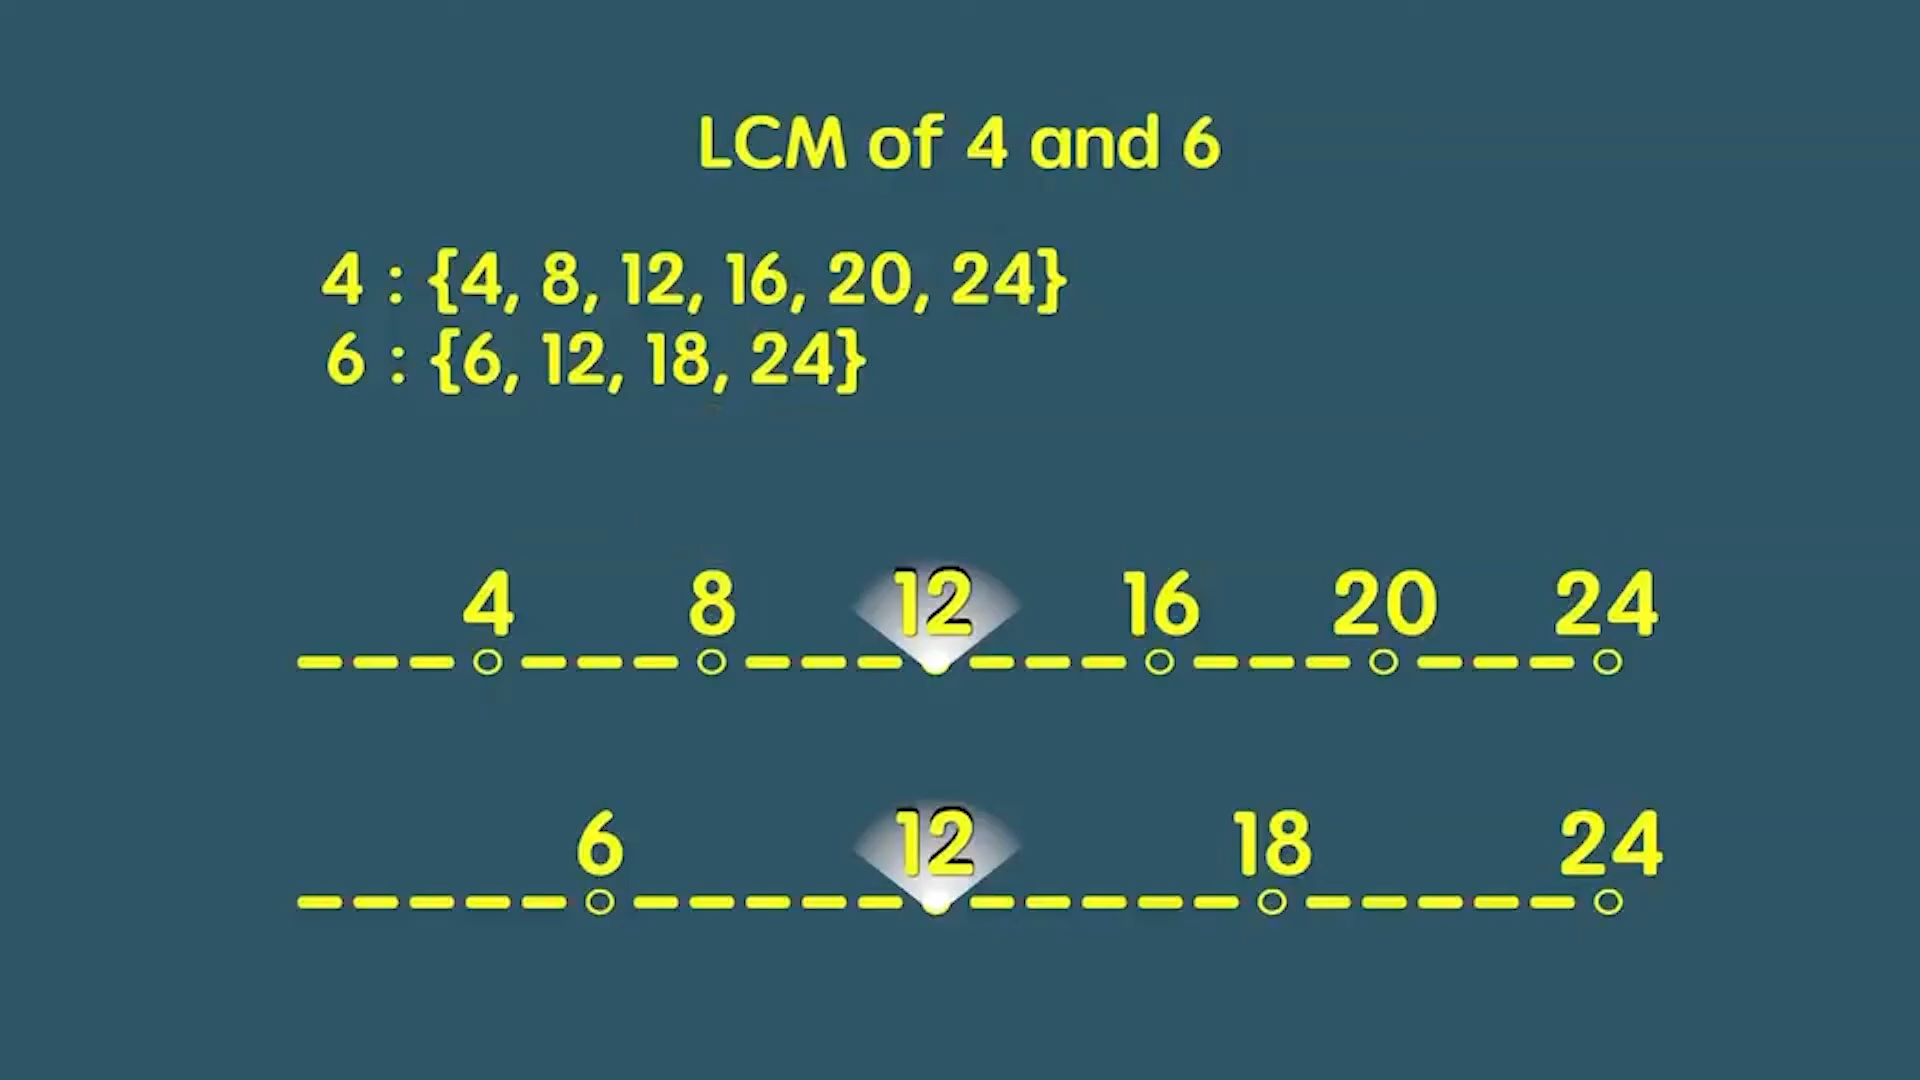 LCM of 4 and 6
4 : {4, 8, 12, 16, 20, 24}
6 : {6, 12, 18, 24}
4 8 12 16 20 24
6 12 18 24